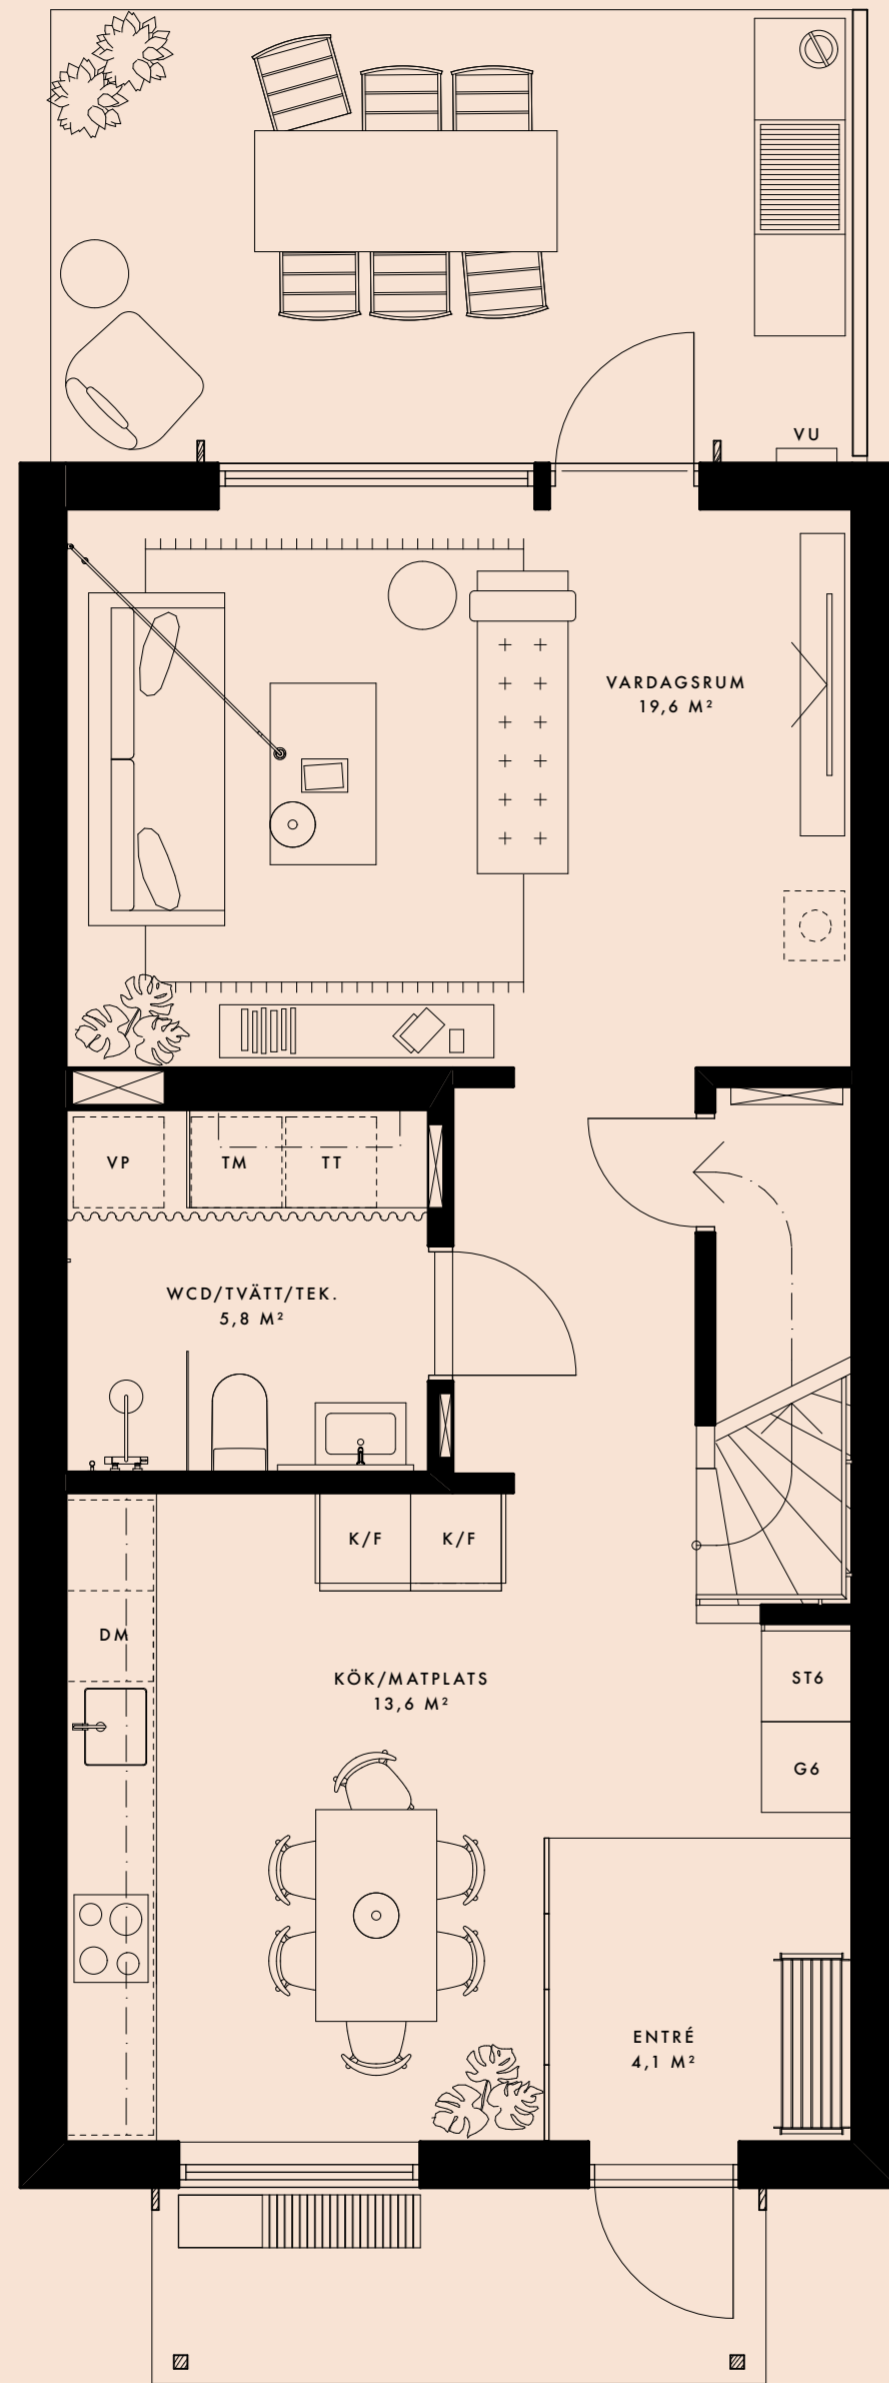 VU
VARDAGSRUM
19,6 M²
VP
TM
TT
WCD/TVÄTT/TEK.
5,8 M²
K/F
K/F
DM
KÖK/MATPLATS
13,6 M²
ST6
G6
ENTRÉ
4,1 M²